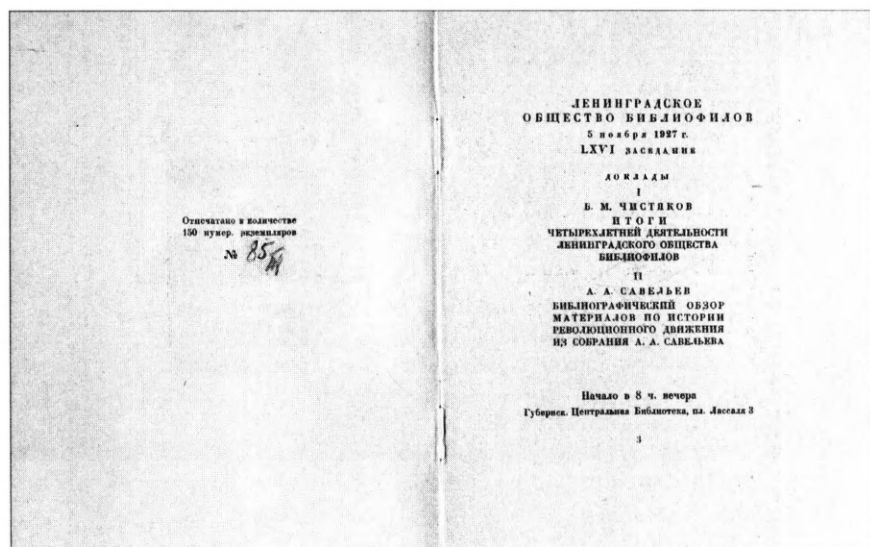 Отпечатано в количестве
150 нумер. экземпляров
№ 85
ЛЕНИНГРАДСКОЕ
ОБЩЕСТВО БИБЛИОФИЛОВ
5 ноября 1927 г.
LXVI ЗАСЕДАНИЕ
ДОКЛАДЫ
I
Б. М. ЧИСТЯКОВ
ИТОГИ
ЧЕТЫРЕХЛЕТНЕЙ ДЕЯТЕЛЬНОСТИ
ЛЕНИНГРАДСКОГО ОБЩЕСТВА
БИБЛИОФИЛОВ
II
А. А. САВЕЛЬЕВ
БИБЛИОГРАФИЧЕСКИЙ ОБЗОР
МАТЕРИАЛОВ ПО ИСТОРИИ
РЕВОЛЮЦИОННОГО ДВИЖЕНИЯ
ИЗ СОБРАНИЯ А. А. САВЕЛЬЕВА
Начало в 8 ч. вечера
Губернск. Центральная Библиотека, пл. Лассаля 3
3